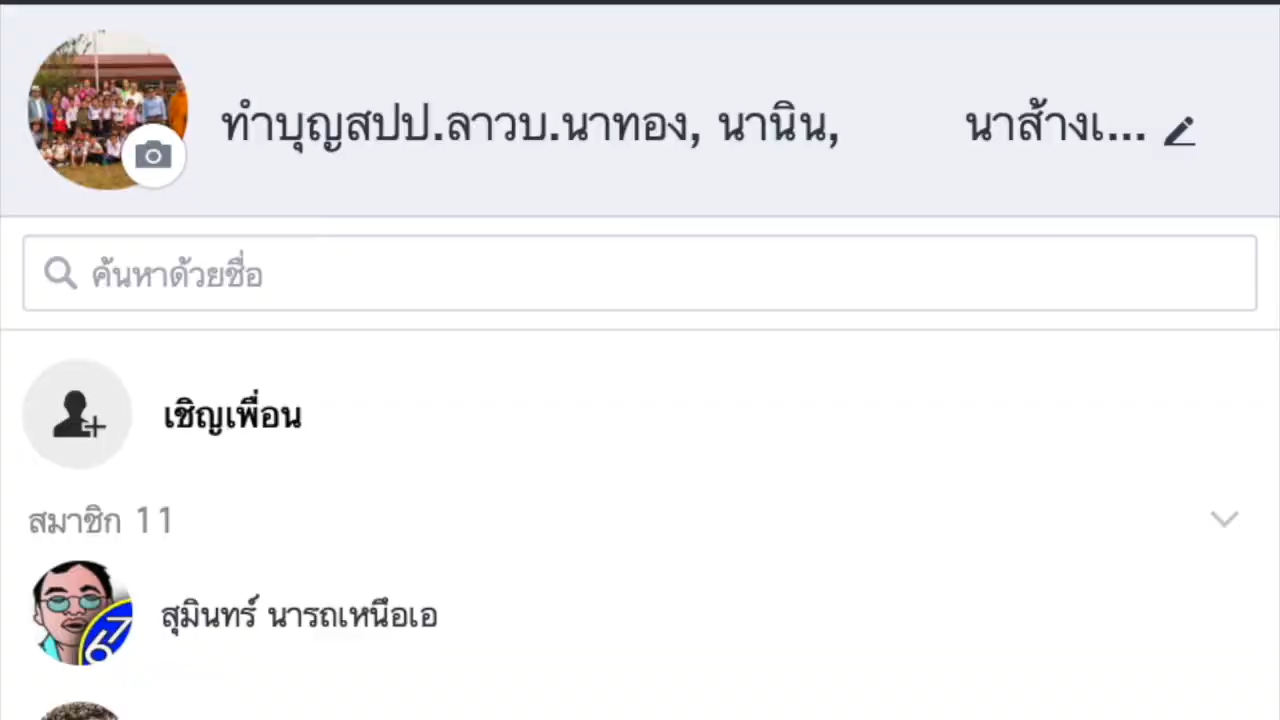 ทำบุญสปป.ลาวบ.นาทอง, นานิน, นาส้างเ...
ค้นหาด้วยชื่อ
เชิญเพื่อน
สมาชิก 11
67
สุมินทร์ นารถเหนือเอ